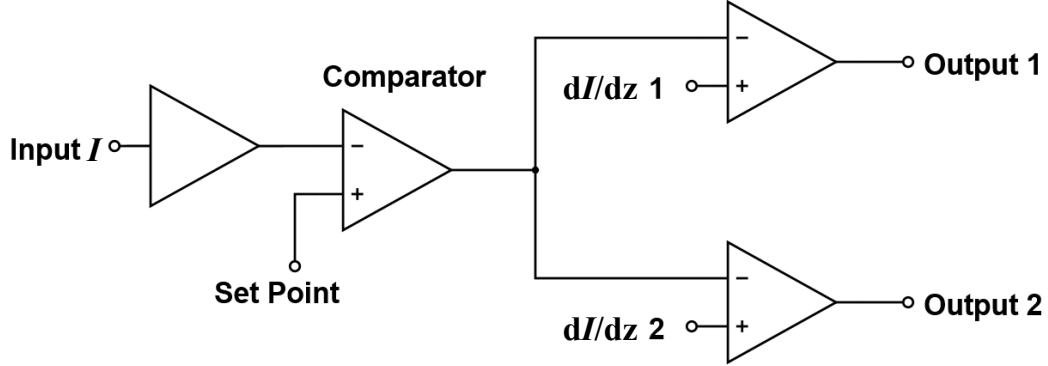 Comparator
Input I
Set Point
−
+
dI/dz 1
−
+
Output 1
dI/dz 2
−
+
Output 2